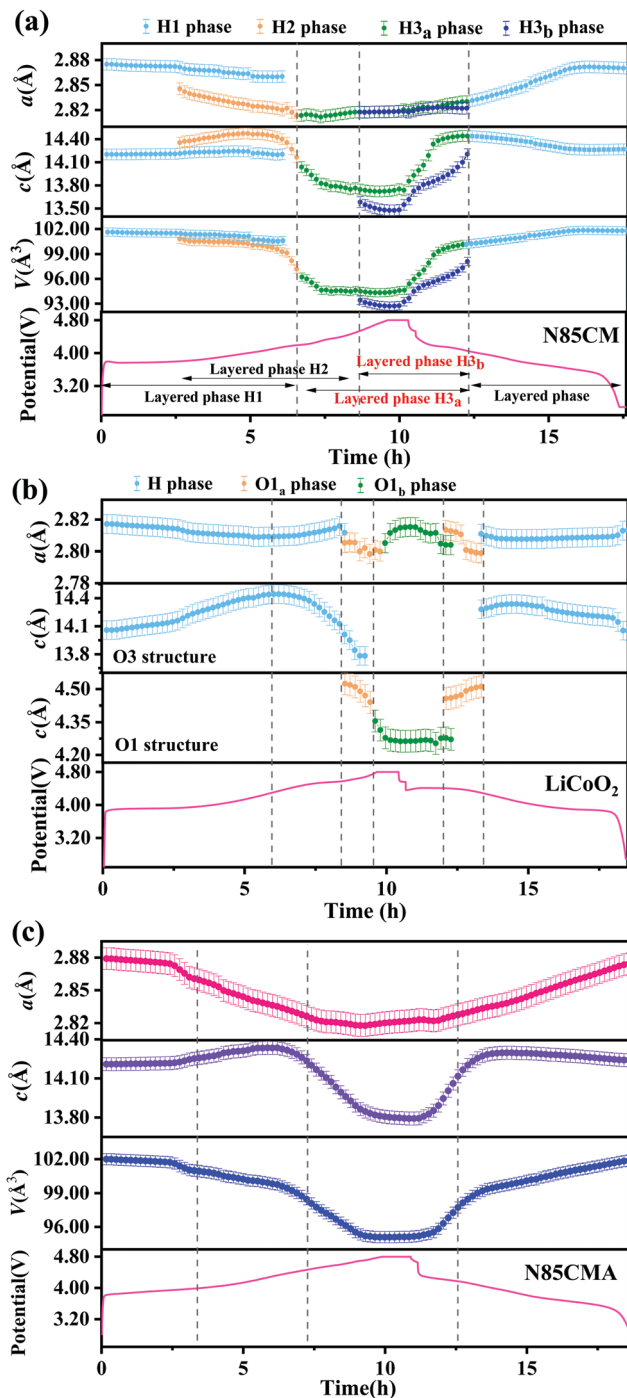 (a)
H1 phase H2 phase H3a phase H3b phase
a(Å)
2.88
2.85
2.82
c(Å)
14.40
14.10
13.80
13.50
V(Å³)
102.00
99.00
96.00
93.00
Potential(V)
4.80
4.00
3.20
N85CM
Layered phase H3b
Layered phase H2
Layered phase H1
Layered phase H3a
Layered phase
0 5 10 15
Time (h)
(b)
H phase O1a phase O1b phase
a(Å)
2.82
2.80
2.78
c(Å)
14.4
14.1
13.8
O3 structure
c(Å)
4.50
4.35
4.20
O1 structure
Potential(V)
4.80
4.00
3.20
LiCoO₂
0 5 10 15
Time (h)
(c)
a(Å)
2.88
2.85
2.82
c(Å)
14.40
14.10
13.80
V(Å³)
102.00
99.00
96.00
Potential(V)
4.80
4.00
3.20
N85CMA
0 5 10 15
Time (h)